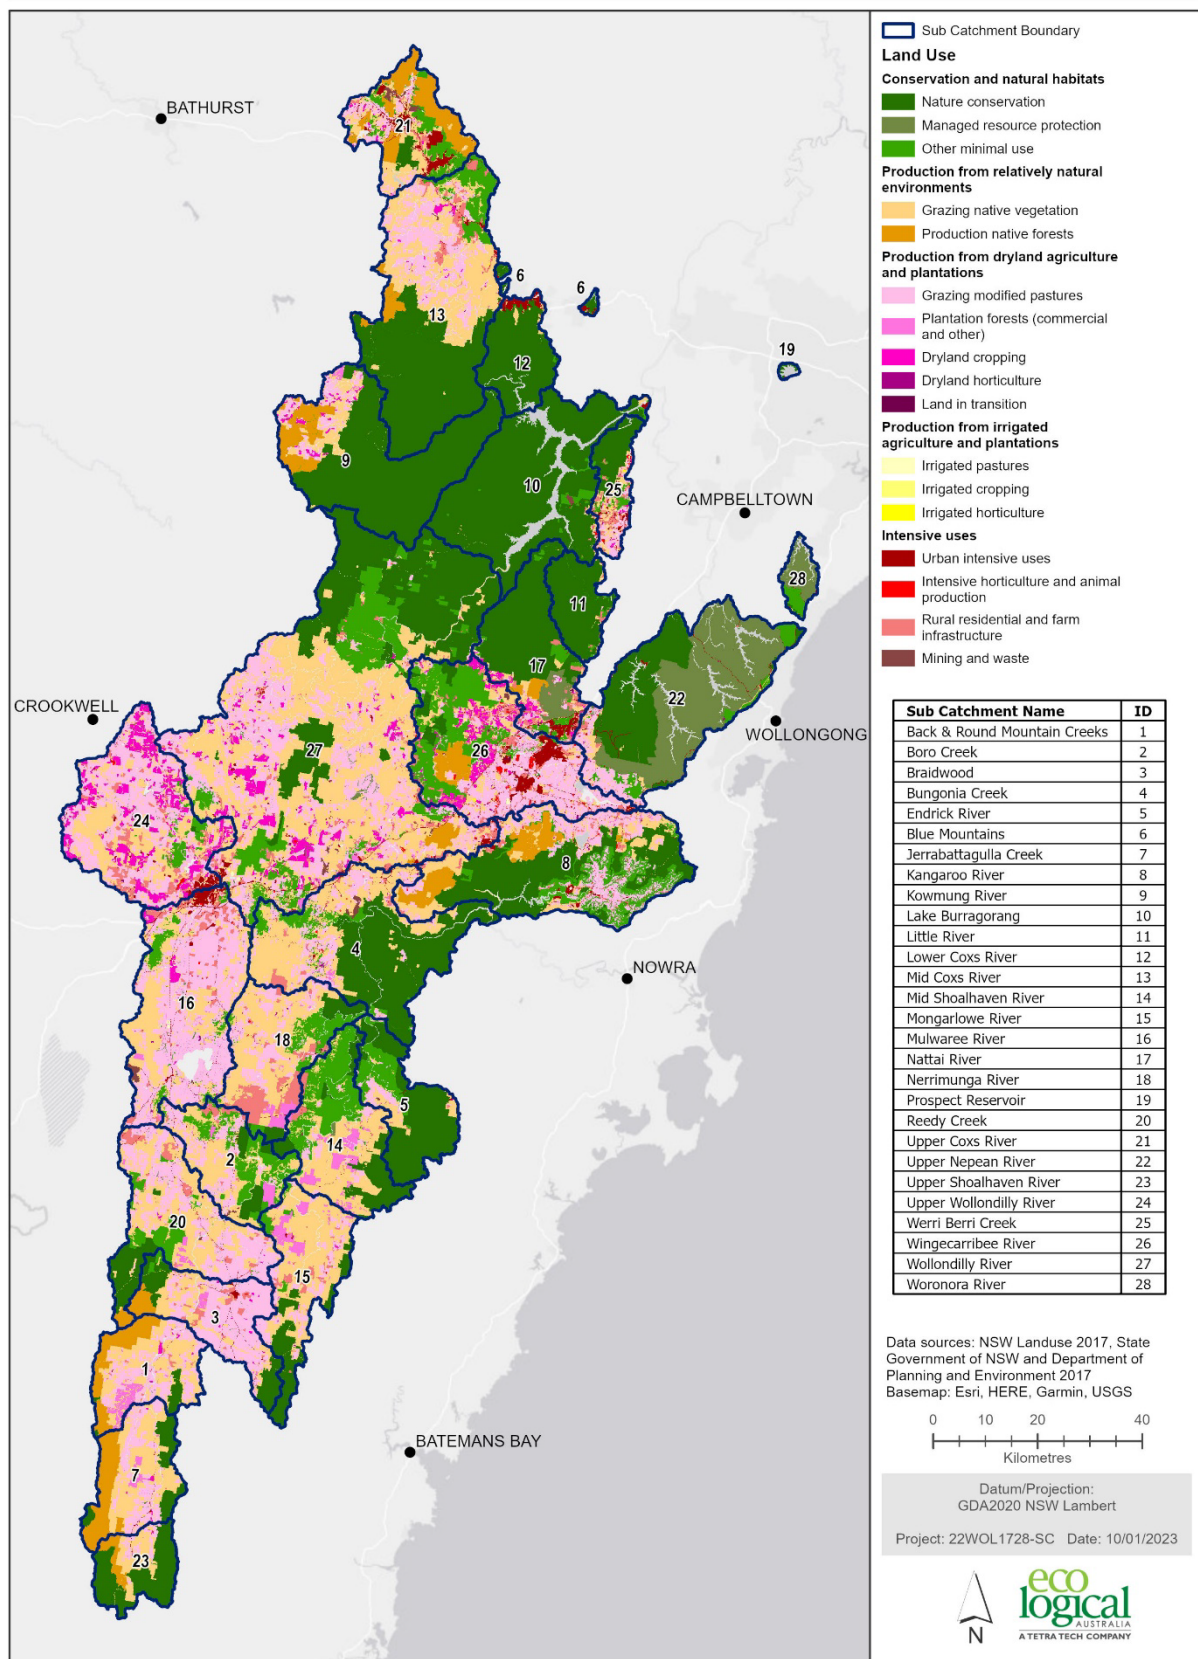 BATHURST
21
6
6
13
12
19
9
10
25
CAMPBELLTOWN
28
11
17
22
CROOKWELL
WOLLONGONG
27
26
24
8
4
NOWRA
16
18
5
14
2
20
15
3
1
BATEMANS BAY
7
23
Sub Catchment Boundary
Land Use
Conservation and natural habitats
Nature conservation
Managed resource protection
Other minimal use
Production from relatively natural
environments
Grazing native vegetation
Production native forests
Production from dryland agriculture
and plantations
Grazing modified pastures
Plantation forests (commercial
and other)
Dryland cropping
Dryland horticulture
Land in transition
Production from irrigated
agriculture and plantations
Irrigated pastures
Irrigated cropping
Irrigated horticulture
Intensive uses
Urban intensive uses
Intensive horticulture and animal
production
Rural residential and farm
infrastructure
Mining and waste
Sub Catchment Name ID
Back & Round Mountain Creeks 1
Boro Creek 2
Braidwood 3
Bungonia Creek 4
Endrick River 5
Blue Mountains 6
Jerrabattagulla Creek 7
Kangaroo River 8
Kowmung River 9
Lake Burragorang 10
Little River 11
Lower Coxs River 12
Mid Coxs River 13
Mid Shoalhaven River 14
Mongarlowe River 15
Mulwaree River 16
Nattai River 17
Nerrimunga River 18
Prospect Reservoir 19
Reedy Creek 20
Upper Coxs River 21
Upper Nepean River 22
Upper Shoalhaven River 23
Upper Wollondilly River 24
Werri Berri Creek 25
Wingecarribee River 26
Wollondilly River 27
Woronora River 28
Data sources: NSW Landuse 2017, State
Government of NSW and Department of
Planning and Environment 2017
Basemap: Esri, HERE, Garmin, USGS
0 10 20 40
Kilometres
Datum/Projection:
GDA2020 NSW Lambert
Project: 22WOL1728-SC Date: 10/01/2023
N
eco
logical
AUSTRALIA
A TETRA TECH COMPANY